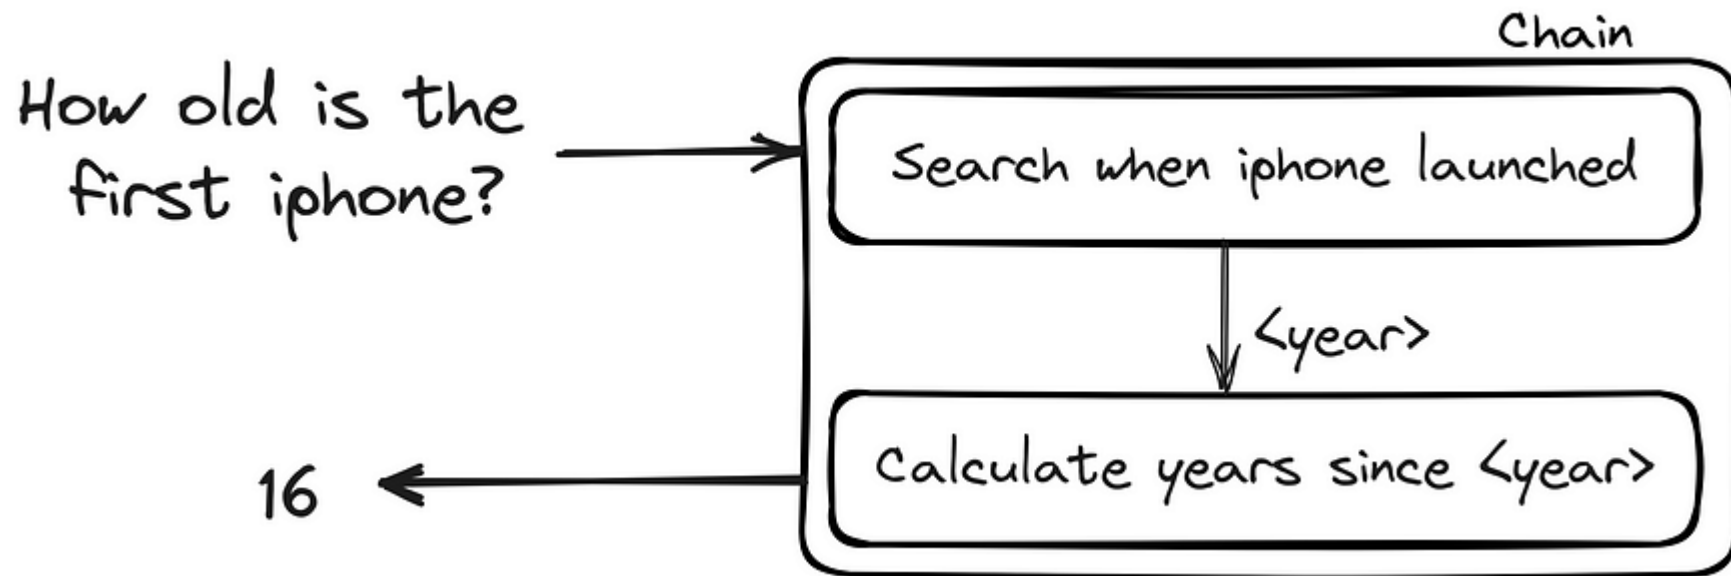 Chain
How old is the
first iphone?
Search when iphone launched
<year>
Calculate years since <year>
16